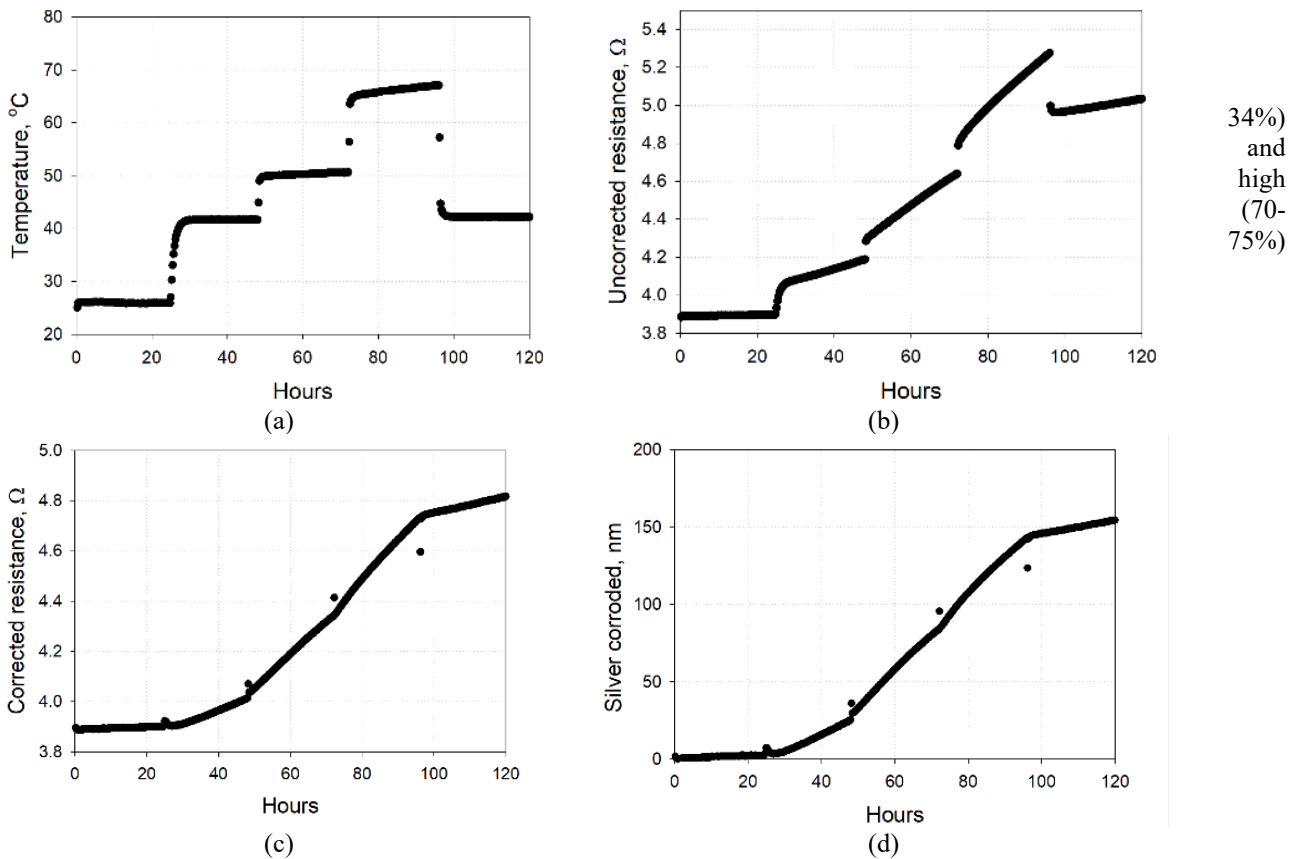 80
70
60
50
40
30
20
Temperature, °C
0 20 40 60 80 100 120
Hours
(a)
5.4
5.2
5.0
4.8
4.6
4.4
4.2
4.0
3.8
Uncorrected resistance, Ω
0 20 40 60 80 100 120
Hours
(b)
34%)
and
high
(70-
75%)
5.0
4.8
4.6
4.4
4.2
4.0
3.8
Corrected resistance, Ω
0 20 40 60 80 100 120
Hours
(c)
200
150
100
50
0
Silver corroded, nm
0 20 40 60 80 100 120
Hours
(d)